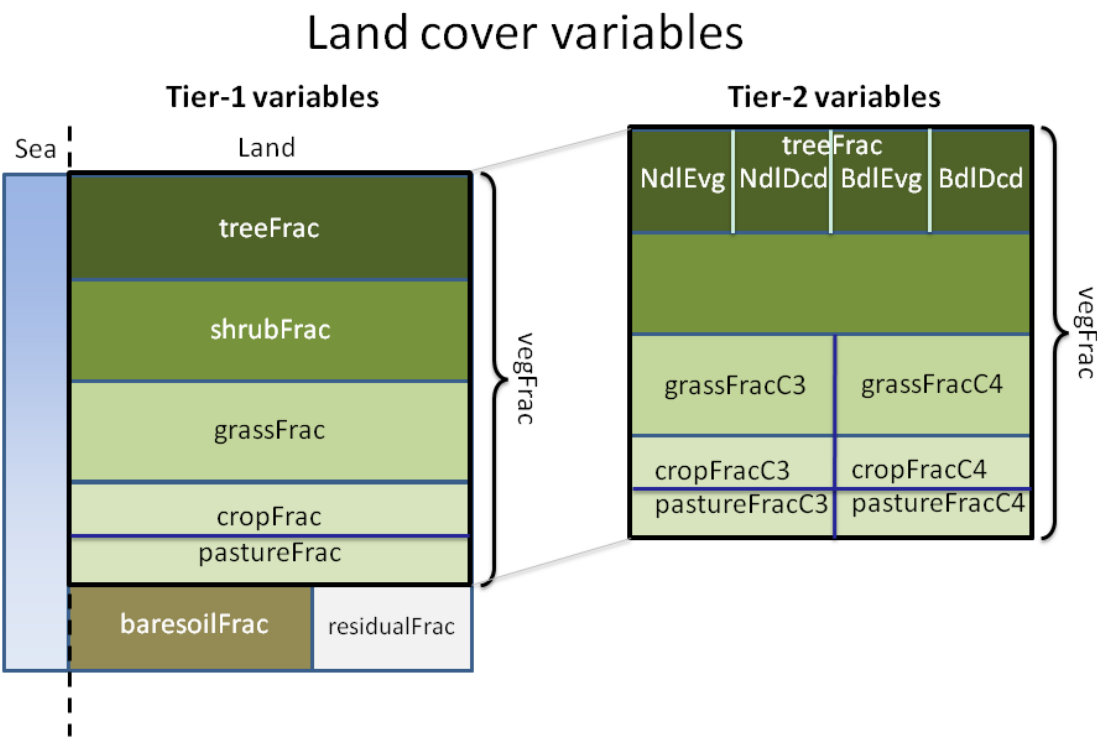 Land cover variables
Tier-1 variables
Sea
Land
treeFrac
shrubFrac
grassFrac
cropFrac
pastureFrac
baresoilFrac
residualFrac
vegFrac
Tier-2 variables
treeFrac
NdlEvg NdlDcd BdlEvg BdlDcd
grassFracC3 grassFracC4
cropFracC3 cropFracC4
pastureFracC3 pastureFracC4
vegFrac